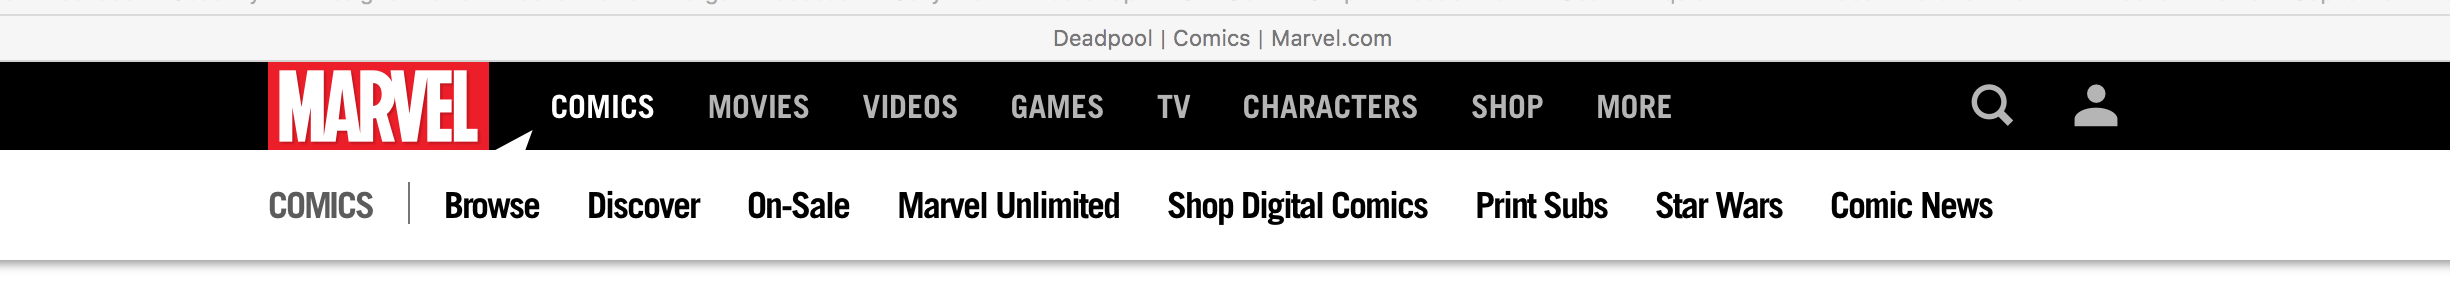 Deadpool | Comics | Marvel.com
MARVEL COMICS MOVIES VIDEOS GAMES TV CHARACTERS SHOP MORE
COMICS Browse Discover On-Sale Marvel Unlimited Shop Digital Comics Print Subs Star Wars Comic News